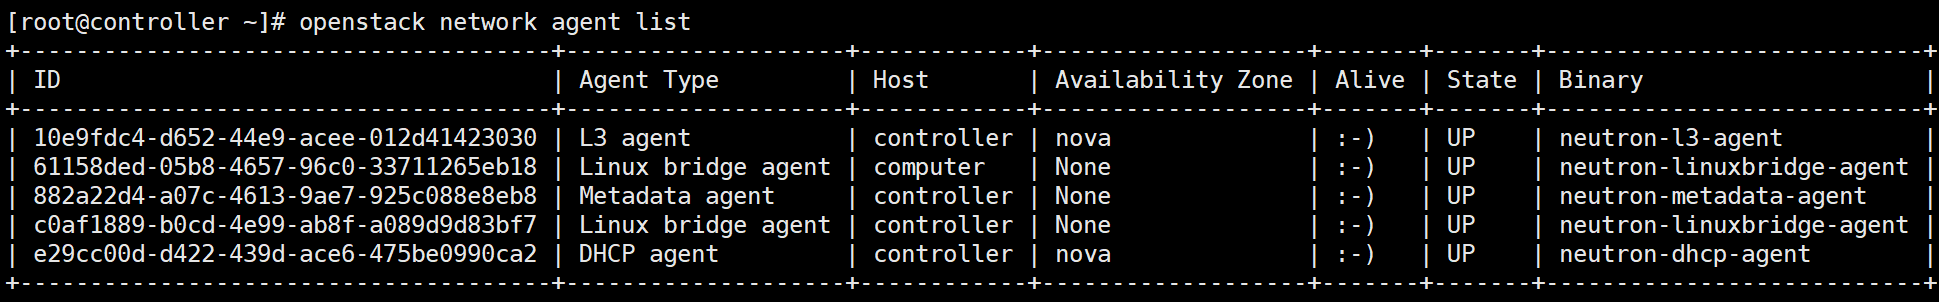 [root@controller ~]# openstack network agent list
+--------------------------------------+--------------------+------------+-------------------+-------+-------+---------------------------+
| ID                                   | Agent Type         | Host       | Availability Zone | Alive | State | Binary                    |
+--------------------------------------+--------------------+------------+-------------------+-------+-------+---------------------------+
| 10e9fdc4-d652-44e9-acee-012d41423030 | L3 agent           | controller | nova              | :-)   | UP    | neutron-l3-agent          |
| 61158ded-05b8-4657-96c0-33711265eb18 | Linux bridge agent | computer   | None              | :-)   | UP    | neutron-linuxbridge-agent |
| 882a22d4-a07c-4613-9ae7-925c088e8eb8 | Metadata agent     | controller | None              | :-)   | UP    | neutron-metadata-agent    |
| c0af1889-b0cd-4e99-ab8f-a089d9d83bf7 | Linux bridge agent | controller | None              | :-)   | UP    | neutron-linuxbridge-agent |
| e29cc00d-d422-439d-ace6-475be0990ca2 | DHCP agent         | controller | nova              | :-)   | UP    | neutron-dhcp-agent        |
+--------------------------------------+--------------------+------------+-------------------+-------+-------+---------------------------+